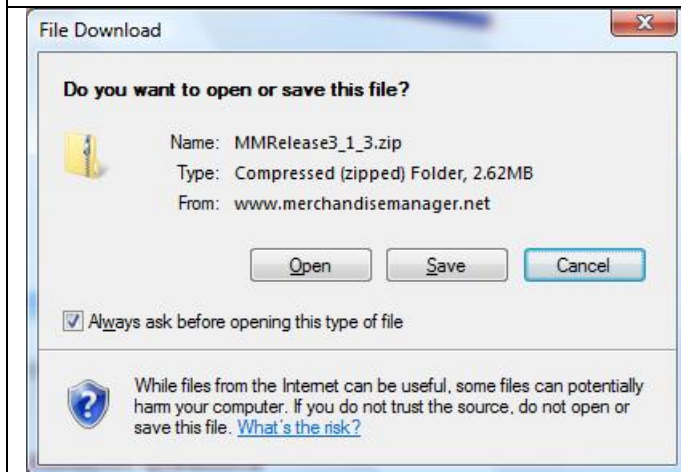 File Download
Do you want to open or save this file?
Name: MMRelease3_1_3.zip
Type: Compressed (zipped) Folder, 2.62MB
From: www.merchandisemanager.net
Open Save Cancel
Always ask before opening this type of file
While files from the Internet can be useful, some files can potentially
harm your computer. If you do not trust the source, do not open or
save this file. What's the risk?